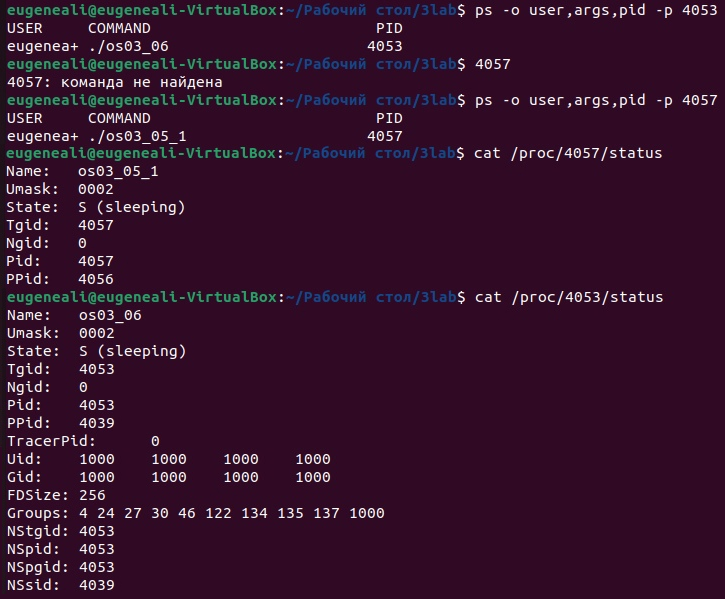 eugeneali@eugeneali-VirtualBox:~/Рабочий стол/3lab$ ps -o user,args,pid -p 4053
USER     COMMAND                         PID
eugenea+ ./os03_06                      4053
eugeneali@eugeneali-VirtualBox:~/Рабочий стол/3lab$ 4057
4057: команда не найдена
eugeneali@eugeneali-VirtualBox:~/Рабочий стол/3lab$ ps -o user,args,pid -p 4057
USER     COMMAND                         PID
eugenea+ ./os03_05_1                    4057
eugeneali@eugeneali-VirtualBox:~/Рабочий стол/3lab$ cat /proc/4057/status
Name:   os03_05_1
Umask:  0002
State:  S (sleeping)
Tgid:   4057
Ngid:   0
Pid:    4057
PPid:   4056
eugeneali@eugeneali-VirtualBox:~/Рабочий стол/3lab$ cat /proc/4053/status
Name:   os03_06
Umask:  0002
State:  S (sleeping)
Tgid:   4053
Ngid:   0
Pid:    4053
PPid:   4039
TracerPid:      0
Uid:    1000    1000    1000    1000
Gid:    1000    1000    1000    1000
FDSize: 256
Groups: 4 24 27 30 46 122 134 135 137 1000
NStgid: 4053
NSpid:  4053
NSpgid: 4053
NSsid:  4039